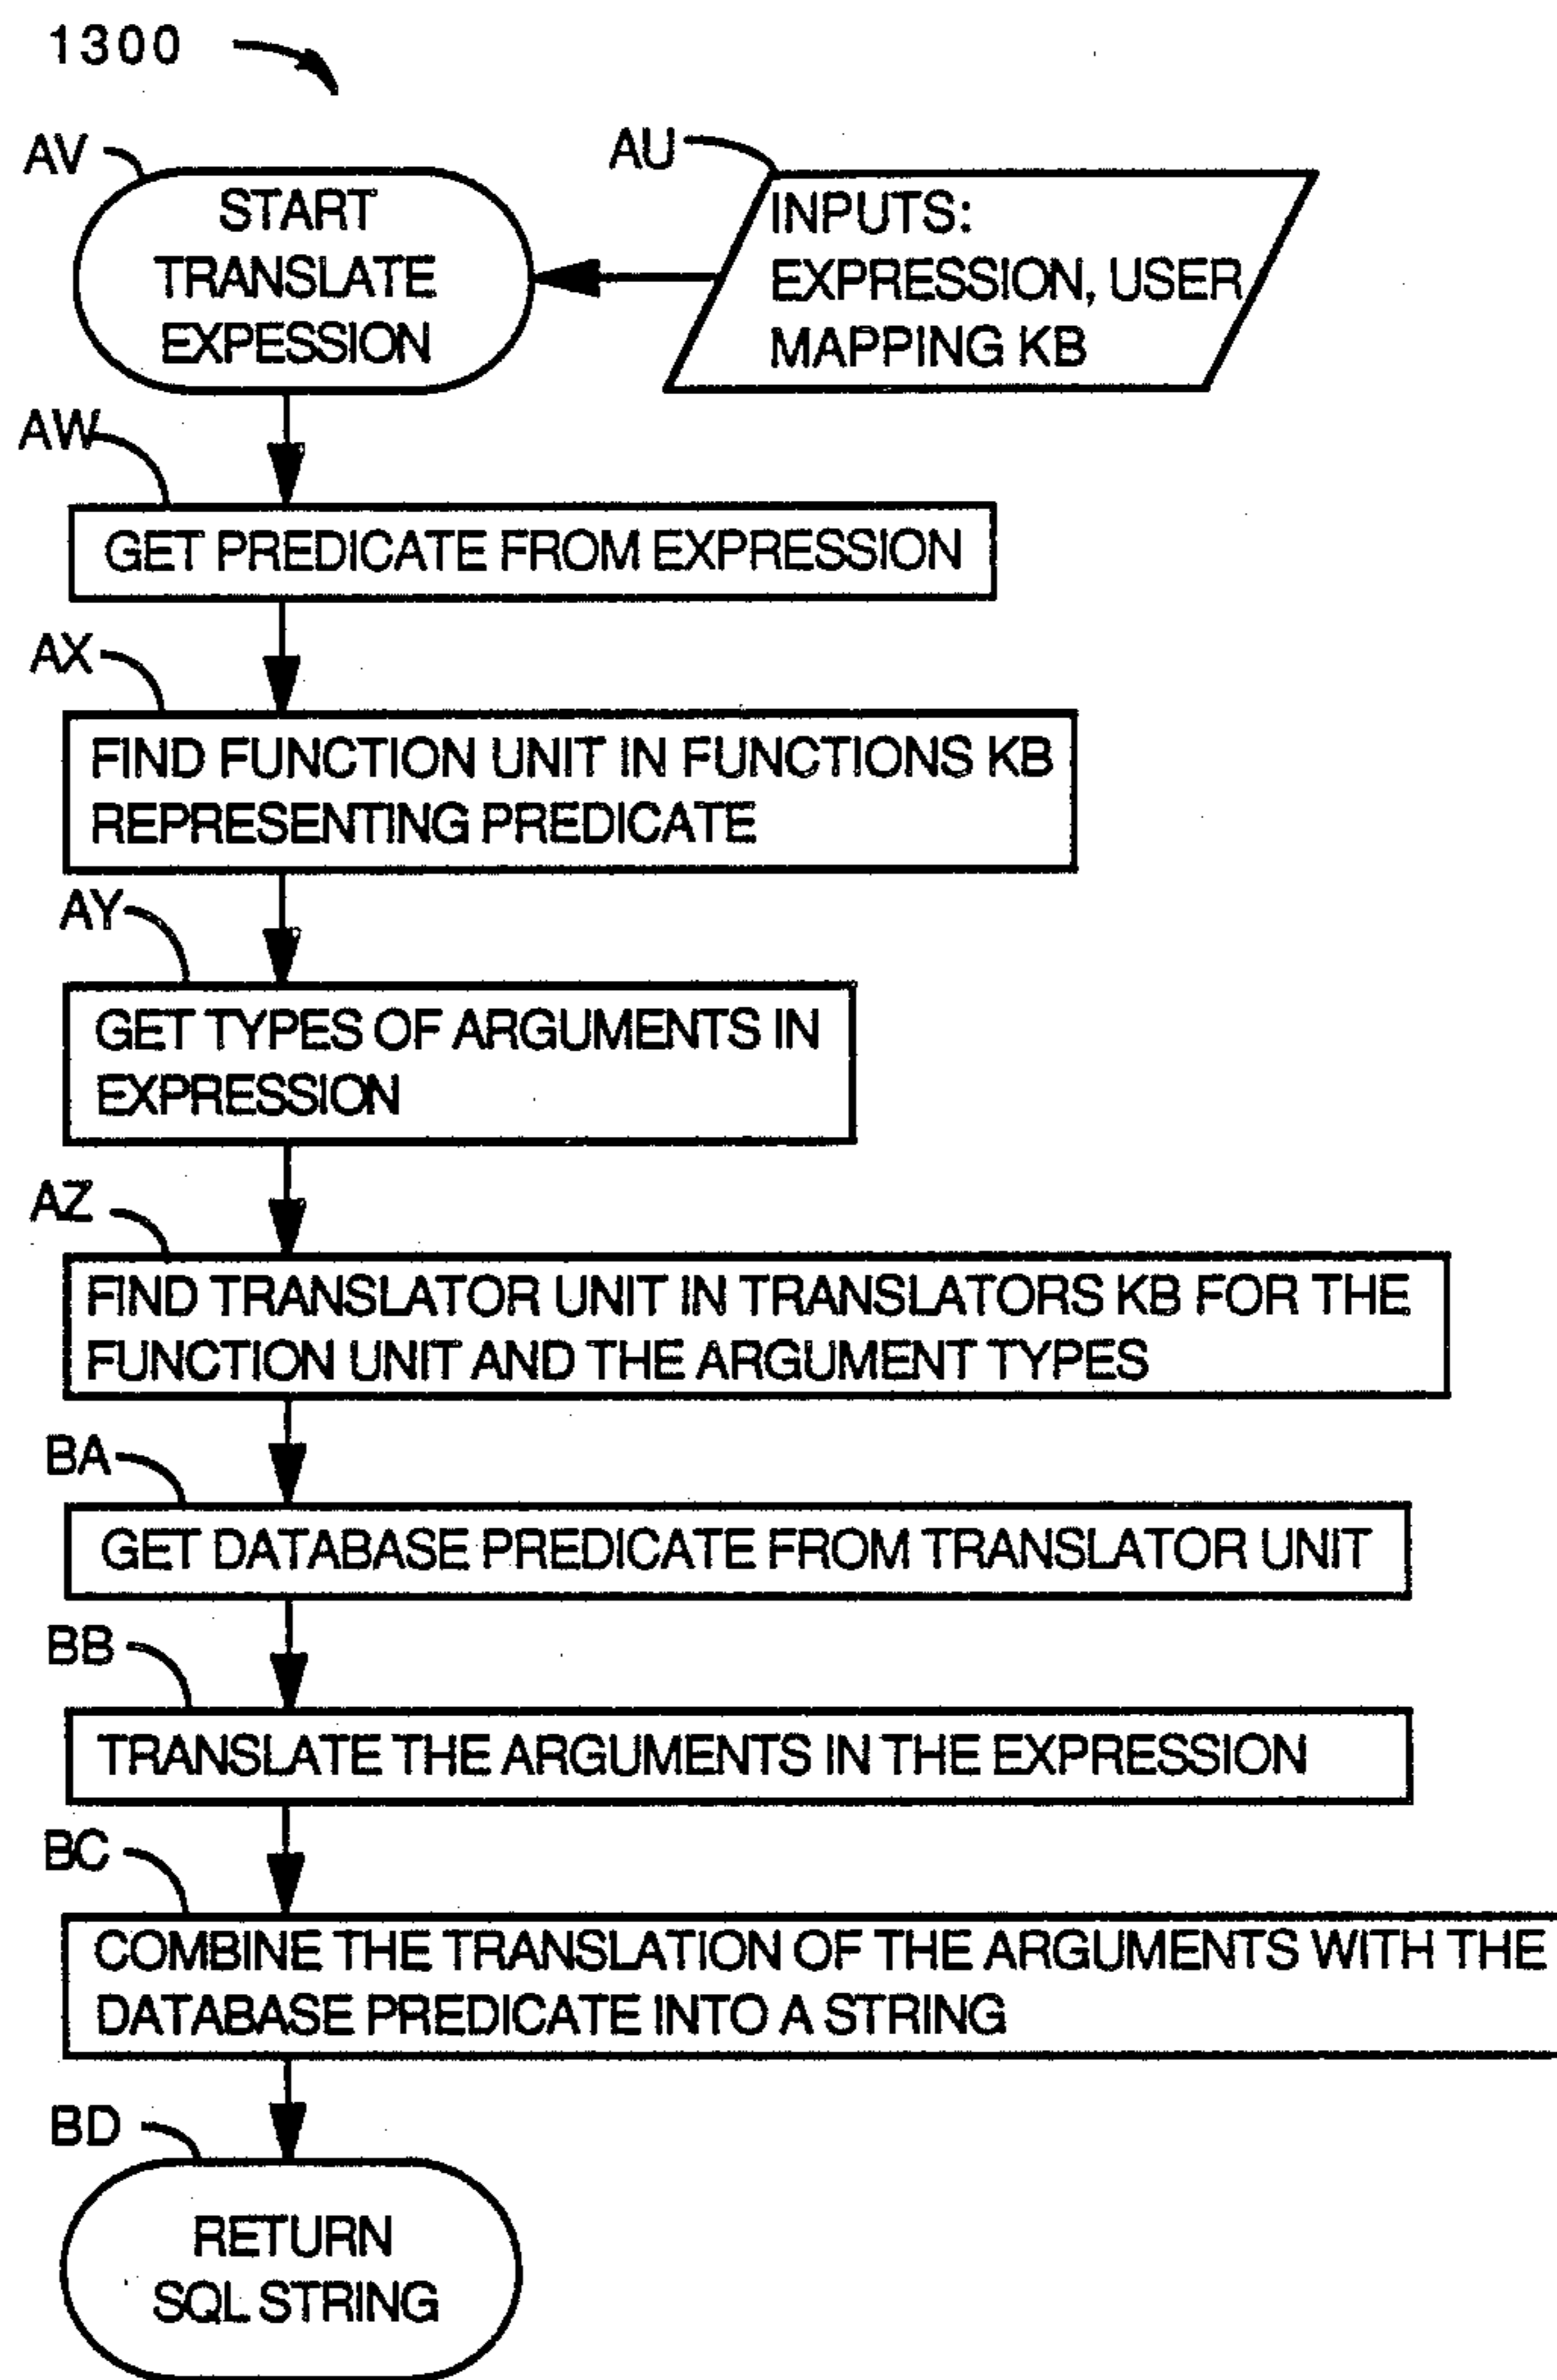 1300
AV
START
TRANSLATE
EXPESSION
AU
INPUTS:
EXPRESSION, USER
MAPPING KB
AW
GET PREDICATE FROM EXPRESSION
AX
FIND FUNCTION UNIT IN FUNCTIONS KB
REPRESENTING PREDICATE
AY
GET TYPES OF ARGUMENTS IN
EXPRESSION
AZ
FIND TRANSLATOR UNIT IN TRANSLATORS KB FOR THE
FUNCTION UNIT AND THE ARGUMENT TYPES
BA
GET DATABASE PREDICATE FROM TRANSLATOR UNIT
BB
TRANSLATE THE ARGUMENTS IN THE EXPRESSION
BC
COMBINE THE TRANSLATION OF THE ARGUMENTS WITH THE
DATABASE PREDICATE INTO A STRING
BD
RETURN
SQL STRING